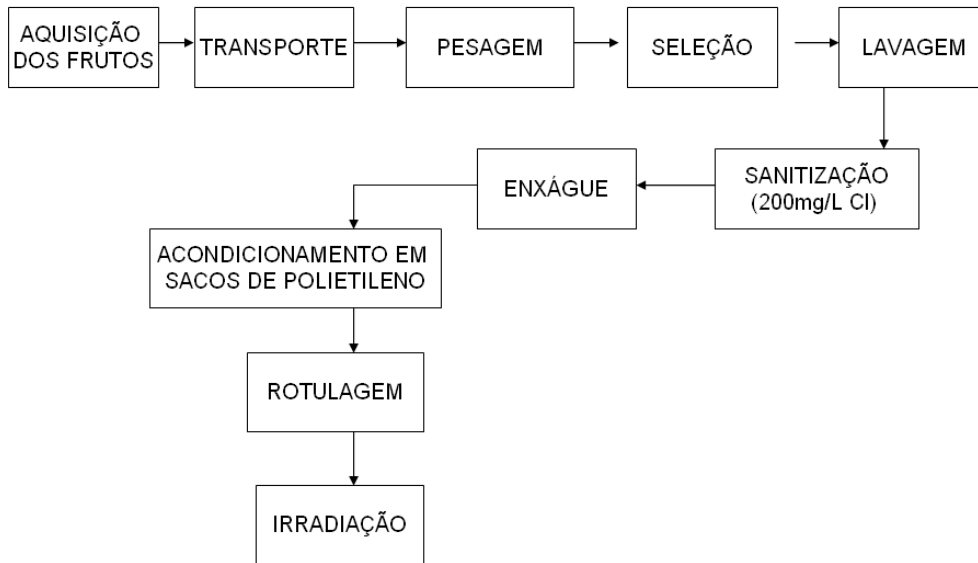 AQUISIÇÃO
DOS FRUTOS
TRANSPORTE
PESAGEM
SELEÇÃO
LAVAGEM
SANITIZAÇÃO
(200mg/L Cl)
ENXÁGUE
ACONDICIONAMENTO EM
SACOS DE POLIETILENO
ROTULAGEM
IRRADIAÇÃO